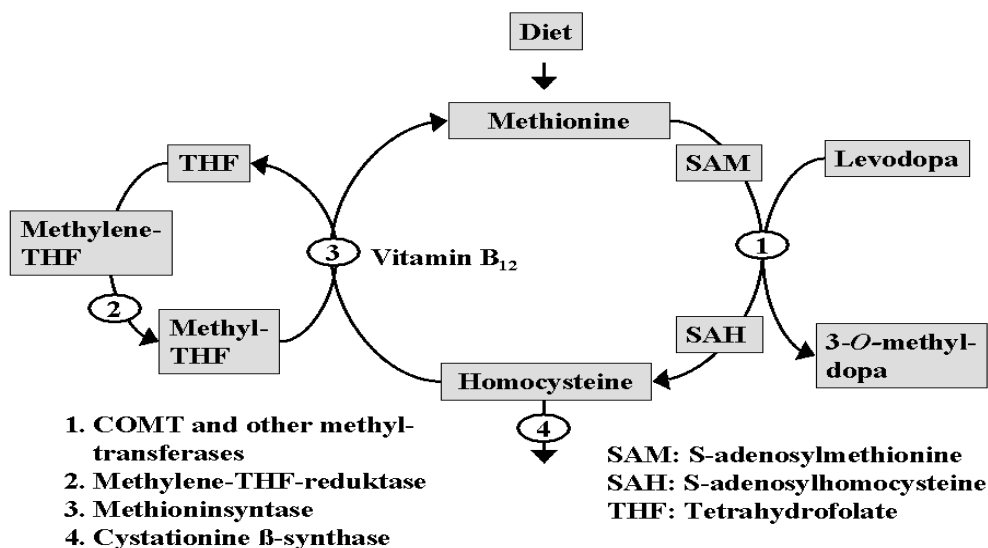 Diet
Methionine
THF
SAM
Levodopa
Methylene-
THF
3
Vitamin B₁₂
1
2
Methyl-
THF
SAH
3-O-methyl-
dopa
Homocysteine
4
1. COMT and other methyl-
transferases
2. Methylene-THF-reduktase
3. Methioninsyntase
4. Cystationine ß-synthase
SAM: S-adenosylmethionine
SAH: S-adenosylhomocysteine
THF: Tetrahydrofolate